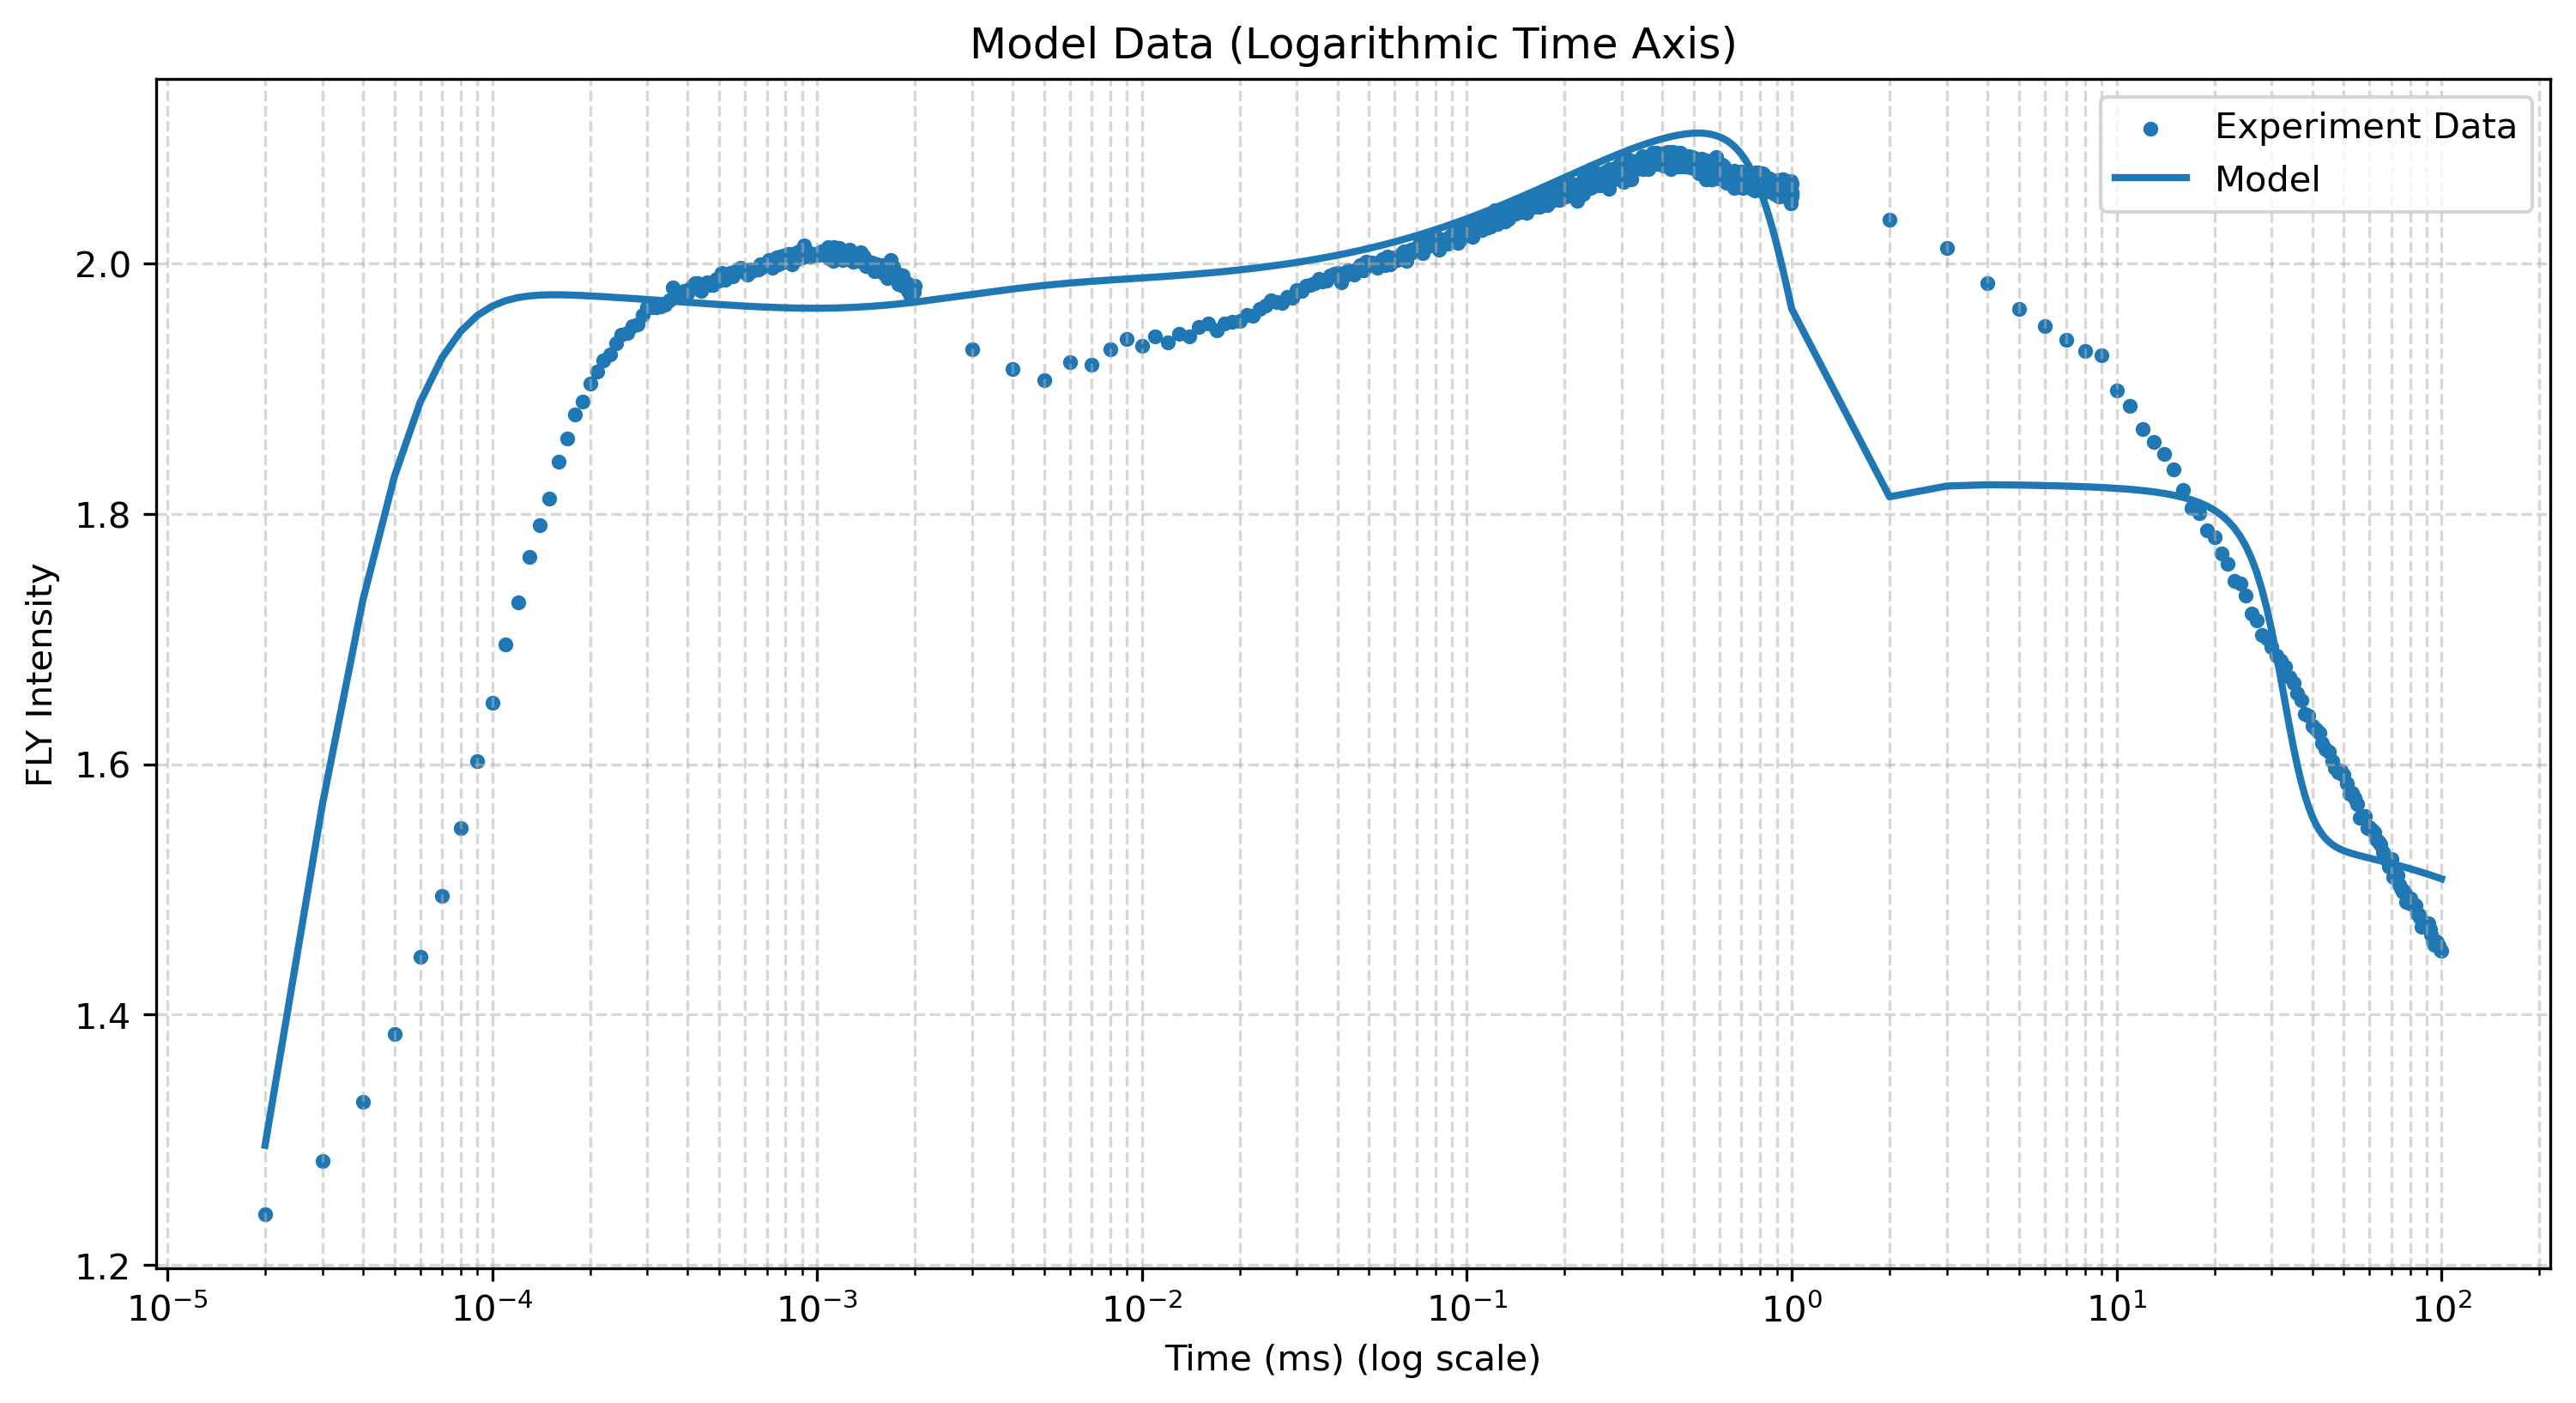 Model Data (Logarithmic Time Axis)
Experiment Data
Model
FLY Intensity
2.0
1.8
1.6
1.4
1.2
10⁻⁵ 10⁻⁴ 10⁻³ 10⁻² 10⁻¹ 10⁰ 10¹ 10²
Time (ms) (log scale)